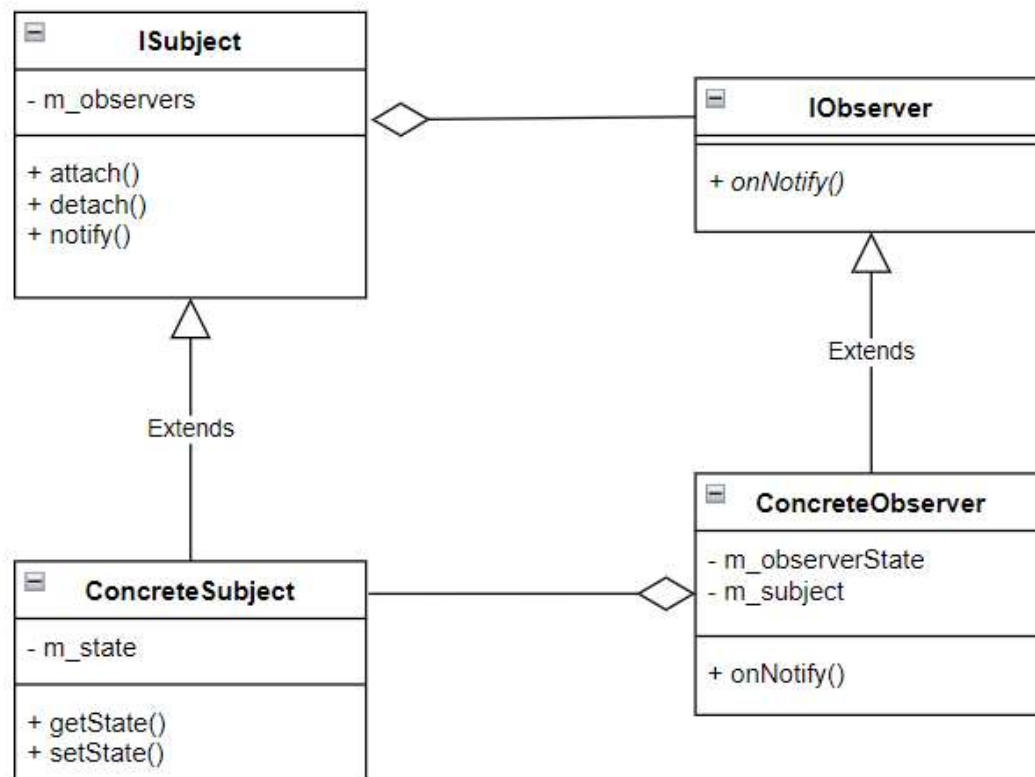 ISubject
- m_observers
+ attach()
+ detach()
+ notify()
IObserver
+ onNotify()
Extends
Extends
ConcreteSubject
- m_state
+ getState()
+ setState()
ConcreteObserver
- m_observerState
- m_subject
+ onNotify()